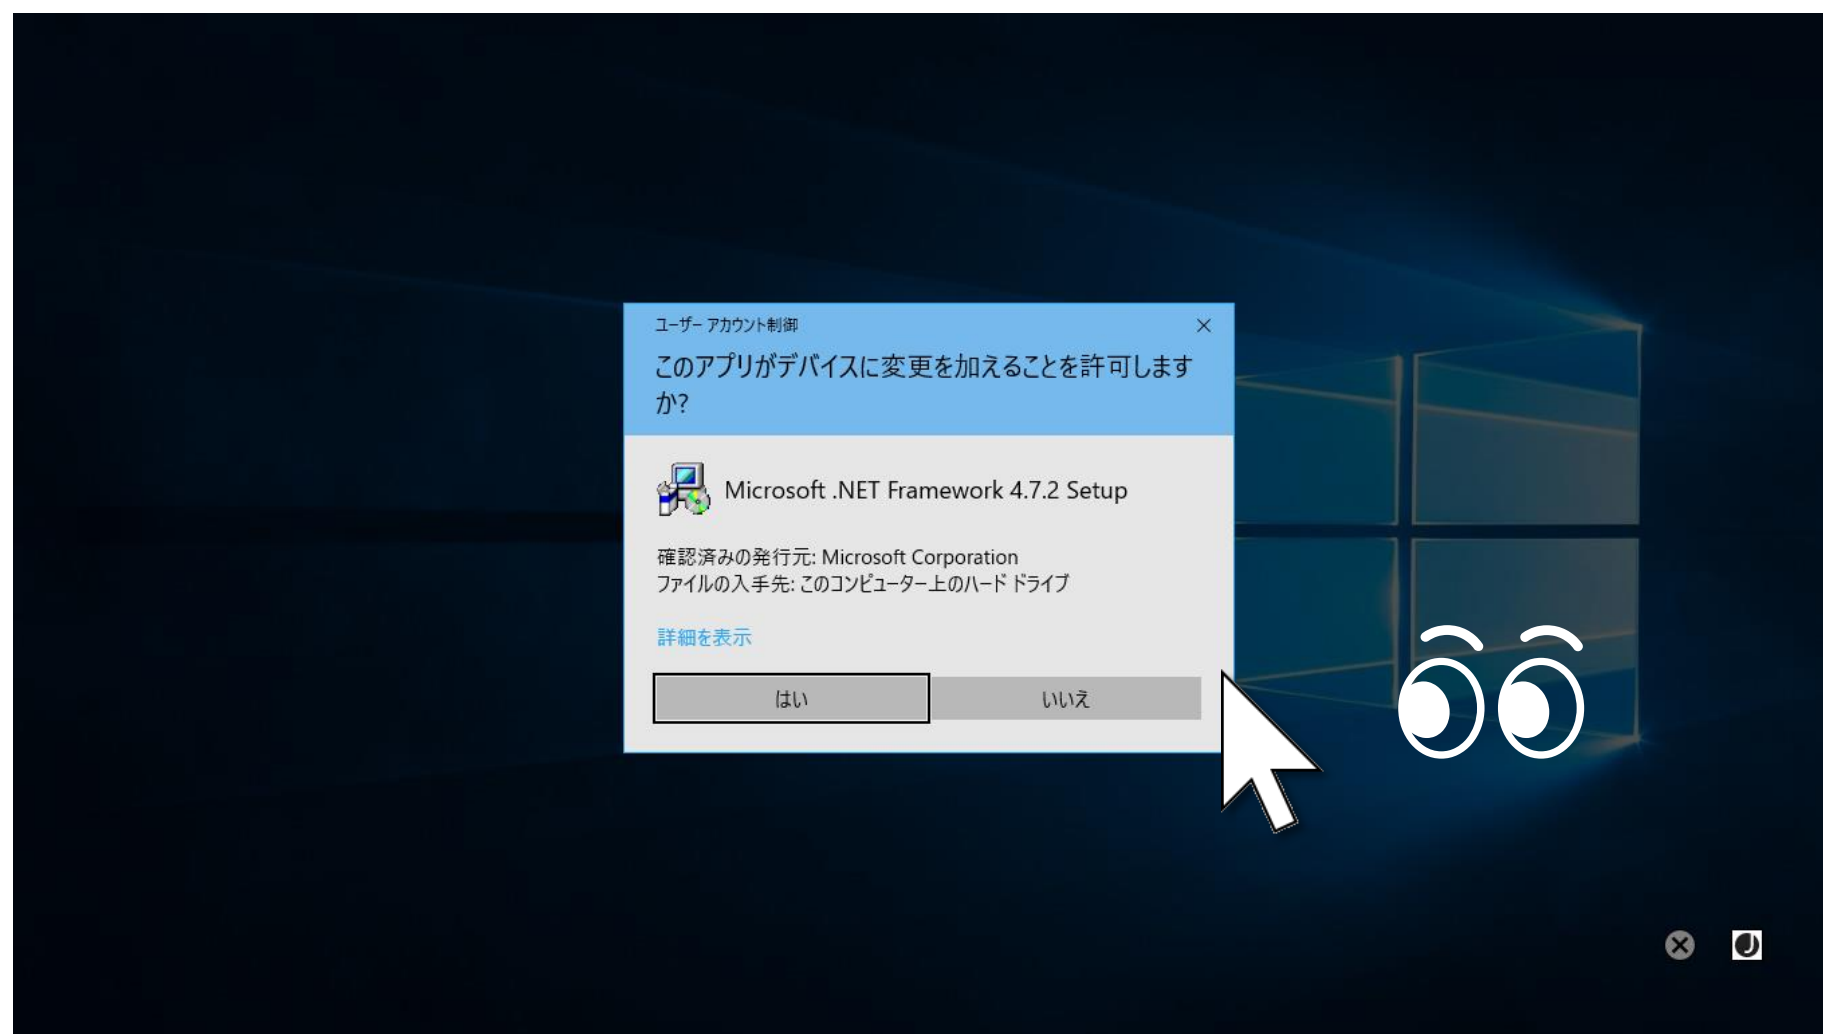 ユーザー アカウント制御
このアプリがデバイスに変更を加えることを許可します
か?
Microsoft .NET Framework 4.7.2 Setup
確認済みの発行元: Microsoft Corporation
ファイルの入手先: このコンピューター上のハード ドライブ
詳細を表示
はい
いいえ